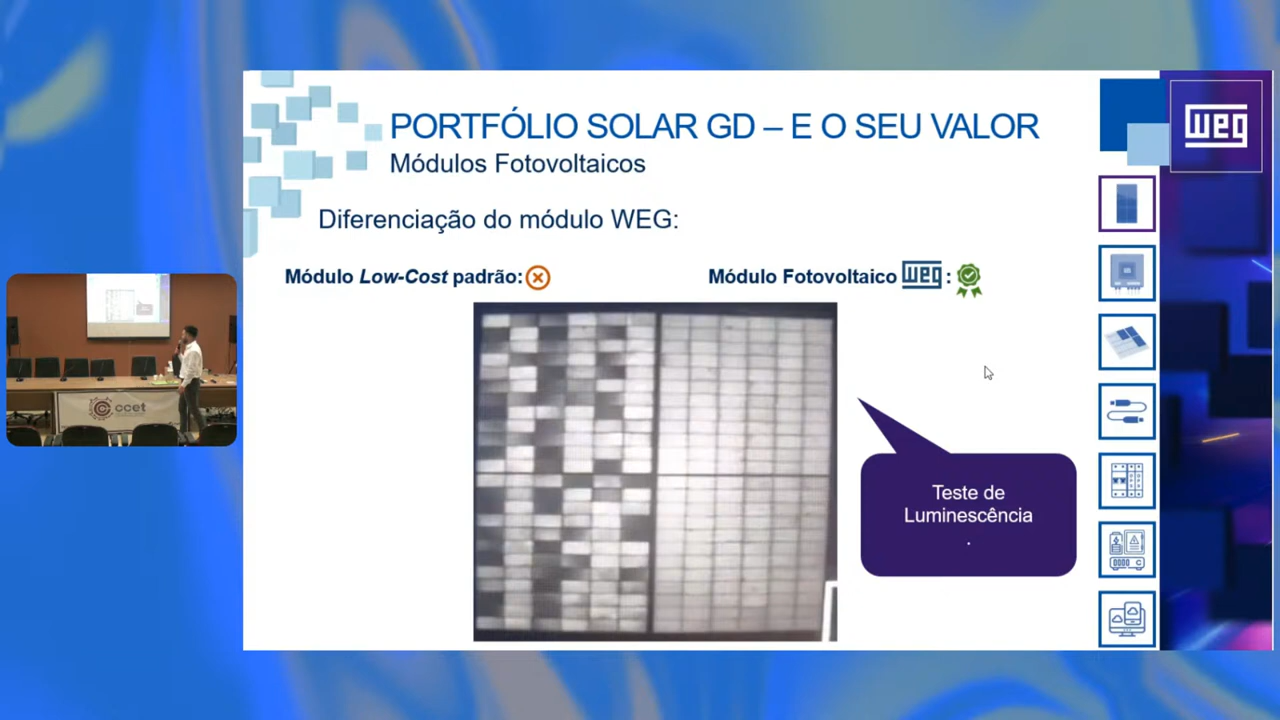 PORTFÓLIO SOLAR GD – E O SEU VALOR
Módulos Fotovoltaicos
Diferenciação do módulo WEG:
Módulo Low-Cost padrão:
Módulo Fotovoltaico weg :
Teste de
Luminescência
.
weg
ccet